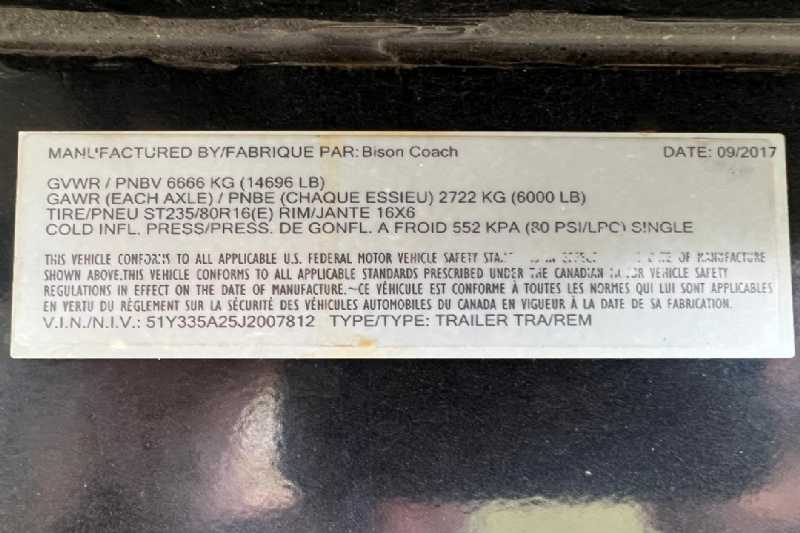 MANUFACTURED BY/FABRIQUE PAR: Bison Coach DATE: 09/2017
GVWR / PNBV 6666 KG (14696 LB)
GAWR (EACH AXLE) / PNBE (CHAQUE ESSIEU) 2722 KG (6000 LB)
TIRE/PNEU ST235/80R16(E) RIM/JANTE 16X6
COLD INFL. PRESS/PRESS. DE GONFL. A FROID 552 KPA (80 PSI/LPC) SINGLE
THIS VEHICLE CONFORMS TO ALL APPLICABLE U.S. FEDERAL MOTOR VEHICLE SAFETY OF MANUFACTURE
SHOWN ABOVE.THIS VEHICLE CONFORMS TO ALL APPLICABLE STANDARDS PRESCRIBED UNDER THE CANADIAN MOTOR VEHICLE SAFETY
REGULATIONS IN EFFECT ON THE DATE OF MANUFACTURE.~CE VÉHICULE EST CONFORME À TOUTES LES NORMES QUI LUI SONT APPLICABLES
EN VERTU DU RÈGLEMENT SUR LA SÉCURITÉ DES VÉHICULES AUTOMOBILES DU CANADA EN VIGUEUR À LA DATE DE SA FABRICATION.
V.I.N./N.I.V.: 51Y335A25J2007812 TYPE/TYPE: TRAILER TRA/REM